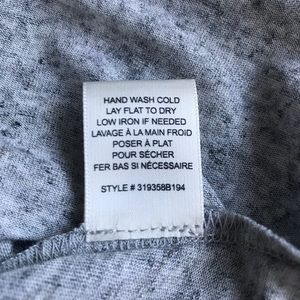 HAND WASH COLD
LAY FLAT TO DRY
LOW IRON IF NEEDED
LAVAGE À LA MAIN FROID
POSER À PLAT
POUR SÉCHER
FER BAS SI NÉCESSAIRE
STYLE # 319358B194